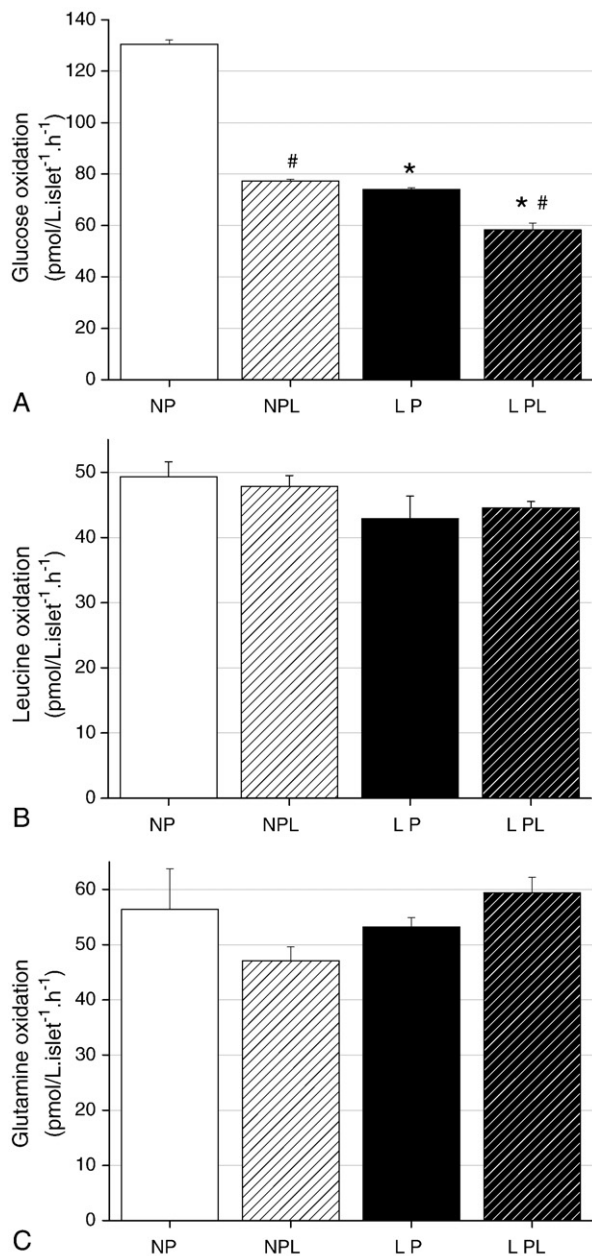 Glucose oxidation
(pmol/L.islet⁻¹.h⁻¹)
140
120
100
80
60
40
20
0
#
*
* #
NP NPL L P L PL
A
Leucine oxidation
(pmol/L.islet⁻¹.h⁻¹)
50
40
30
20
10
0
NP NPL L P L PL
B
Glutamine oxidation
(pmol/L.islet⁻¹.h⁻¹)
60
50
40
30
20
10
0
NP NPL L P L PL
C